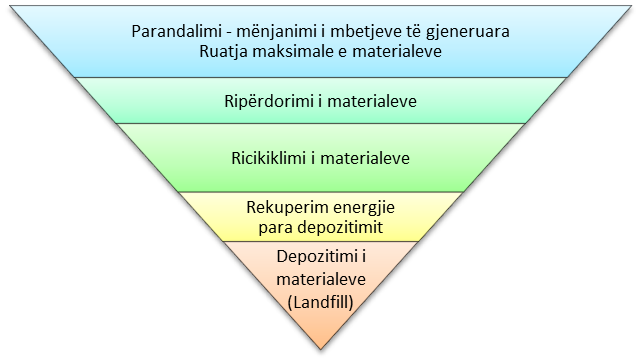 Parandalimi - mënjanimi i mbetjeve të gjeneruara
Ruatja maksimale e materialeve
Ripërdorimi i materialeve
Ricikiklimi i materialeve
Rekuperim energjie
para depozitimit
Depozitimi i
materialeve
(Landfill)